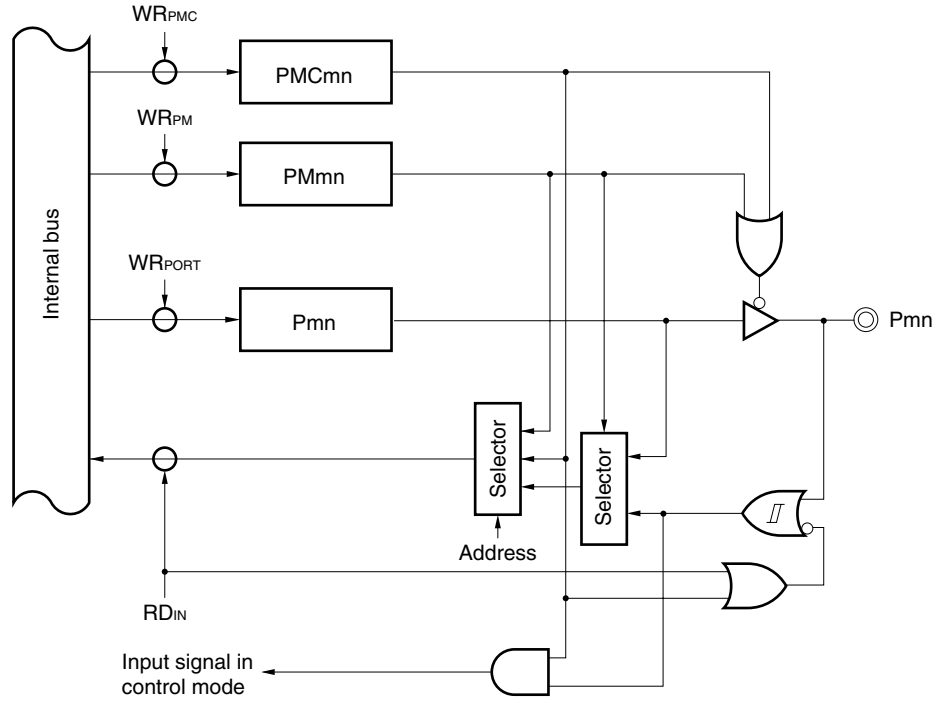 WRPMC
PMCmn
WRPM
PMmn
Internal bus
WRPORT
Pmn
Pmn
Selector
Selector
Address
RDIN
Input signal in
control mode